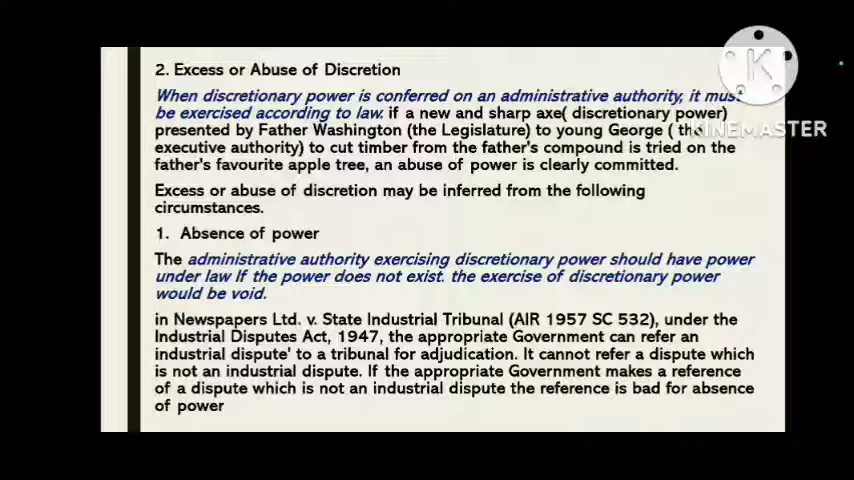 2. Excess or Abuse of Discretion
When discretionary power is conferred on an administrative authority, it must
be exercised according to law. if a new and sharp axe( discretionary power)
presented by Father Washington (the Legislature) to young George ( the
executive authority) to cut timber from the father's compound is tried on the
father's favourite apple tree, an abuse of power is clearly committed.
Excess or abuse of discretion may be inferred from the following
circumstances.
1. Absence of power
The administrative authority exercising discretionary power should have power
under law If the power does not exist. the exercise of discretionary power
would be void.
in Newspapers Ltd. v. State Industrial Tribunal (AIR 1957 SC 532), under the
Industrial Disputes Act, 1947, the appropriate Government can refer an
industrial dispute' to a tribunal for adjudication. It cannot refer a dispute which
is not an industrial dispute. If the appropriate Government makes a reference
of a dispute which is not an industrial dispute the reference is bad for absence
of power
K
KINEMASTER